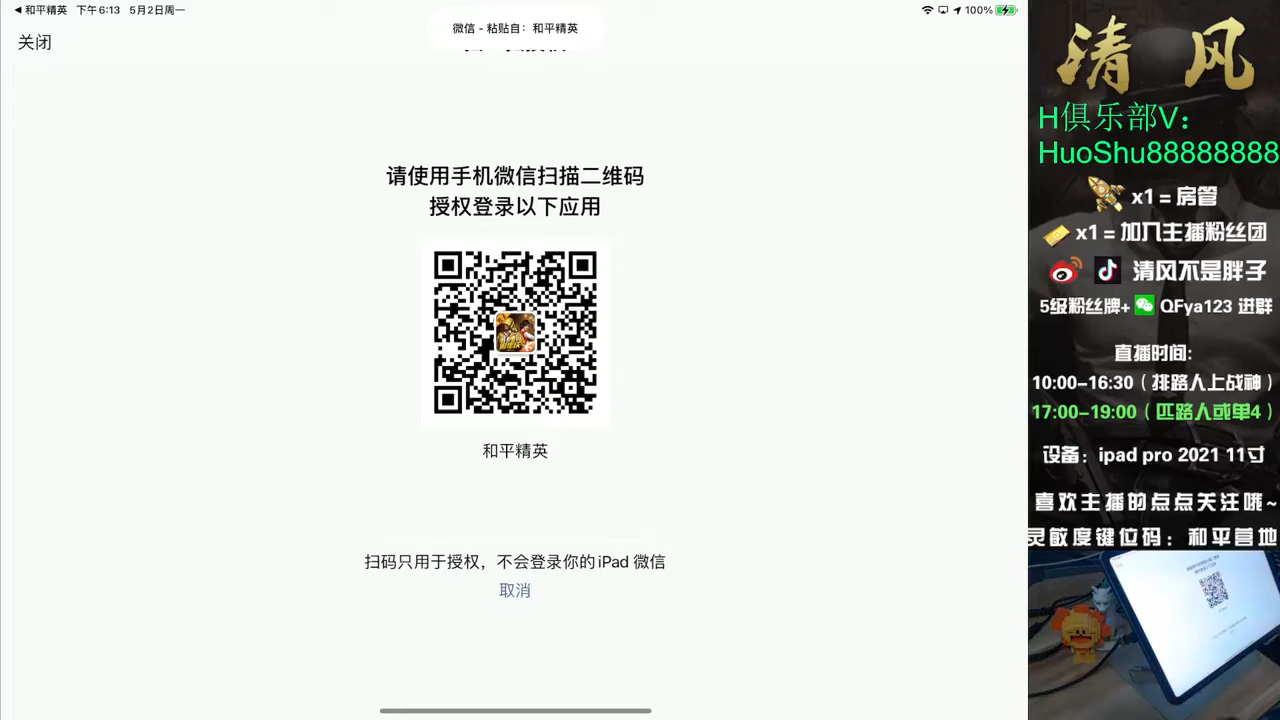 和平精英 下午6:13 5月2日周一
100%
微信 - 粘贴自：和平精英
关闭
请使用手机微信扫描二维码
授权登录以下应用
和平精英
扫码只用于授权，不会登录你的iPad 微信
取消
清 风
H俱乐部V：
HuoShu88888888
x1 = 房管
x1 = 加入主播粉丝团
清风不是胖子
5级粉丝牌+ QFya123 进群
直播时间:
10:00-16:30（排路人上战神）
17:00-19:00（匹路人或单4）
设备：ipad pro 2021 11寸
喜欢主播的点点关注哦~
灵敏度键位码：和平营地